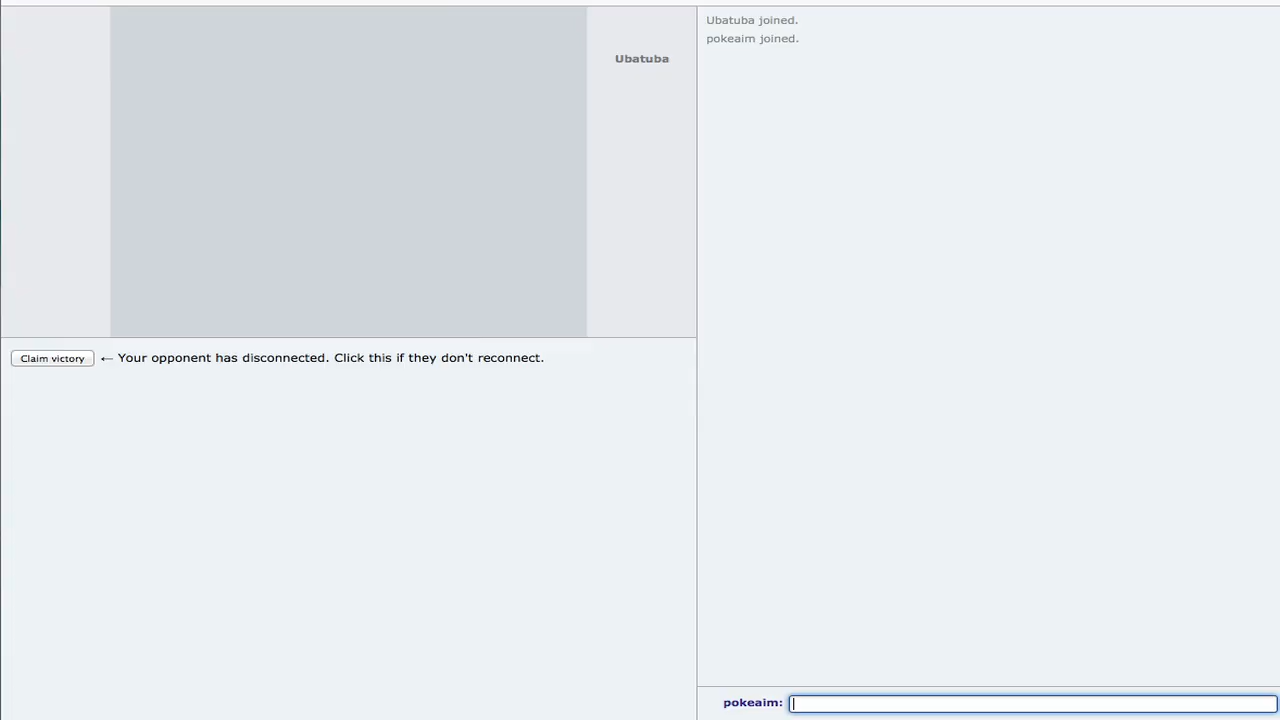 Ubatuba joined.
pokeaim joined.
Ubatuba
Claim victory ← Your opponent has disconnected. Click this if they don't reconnect.
pokeaim: